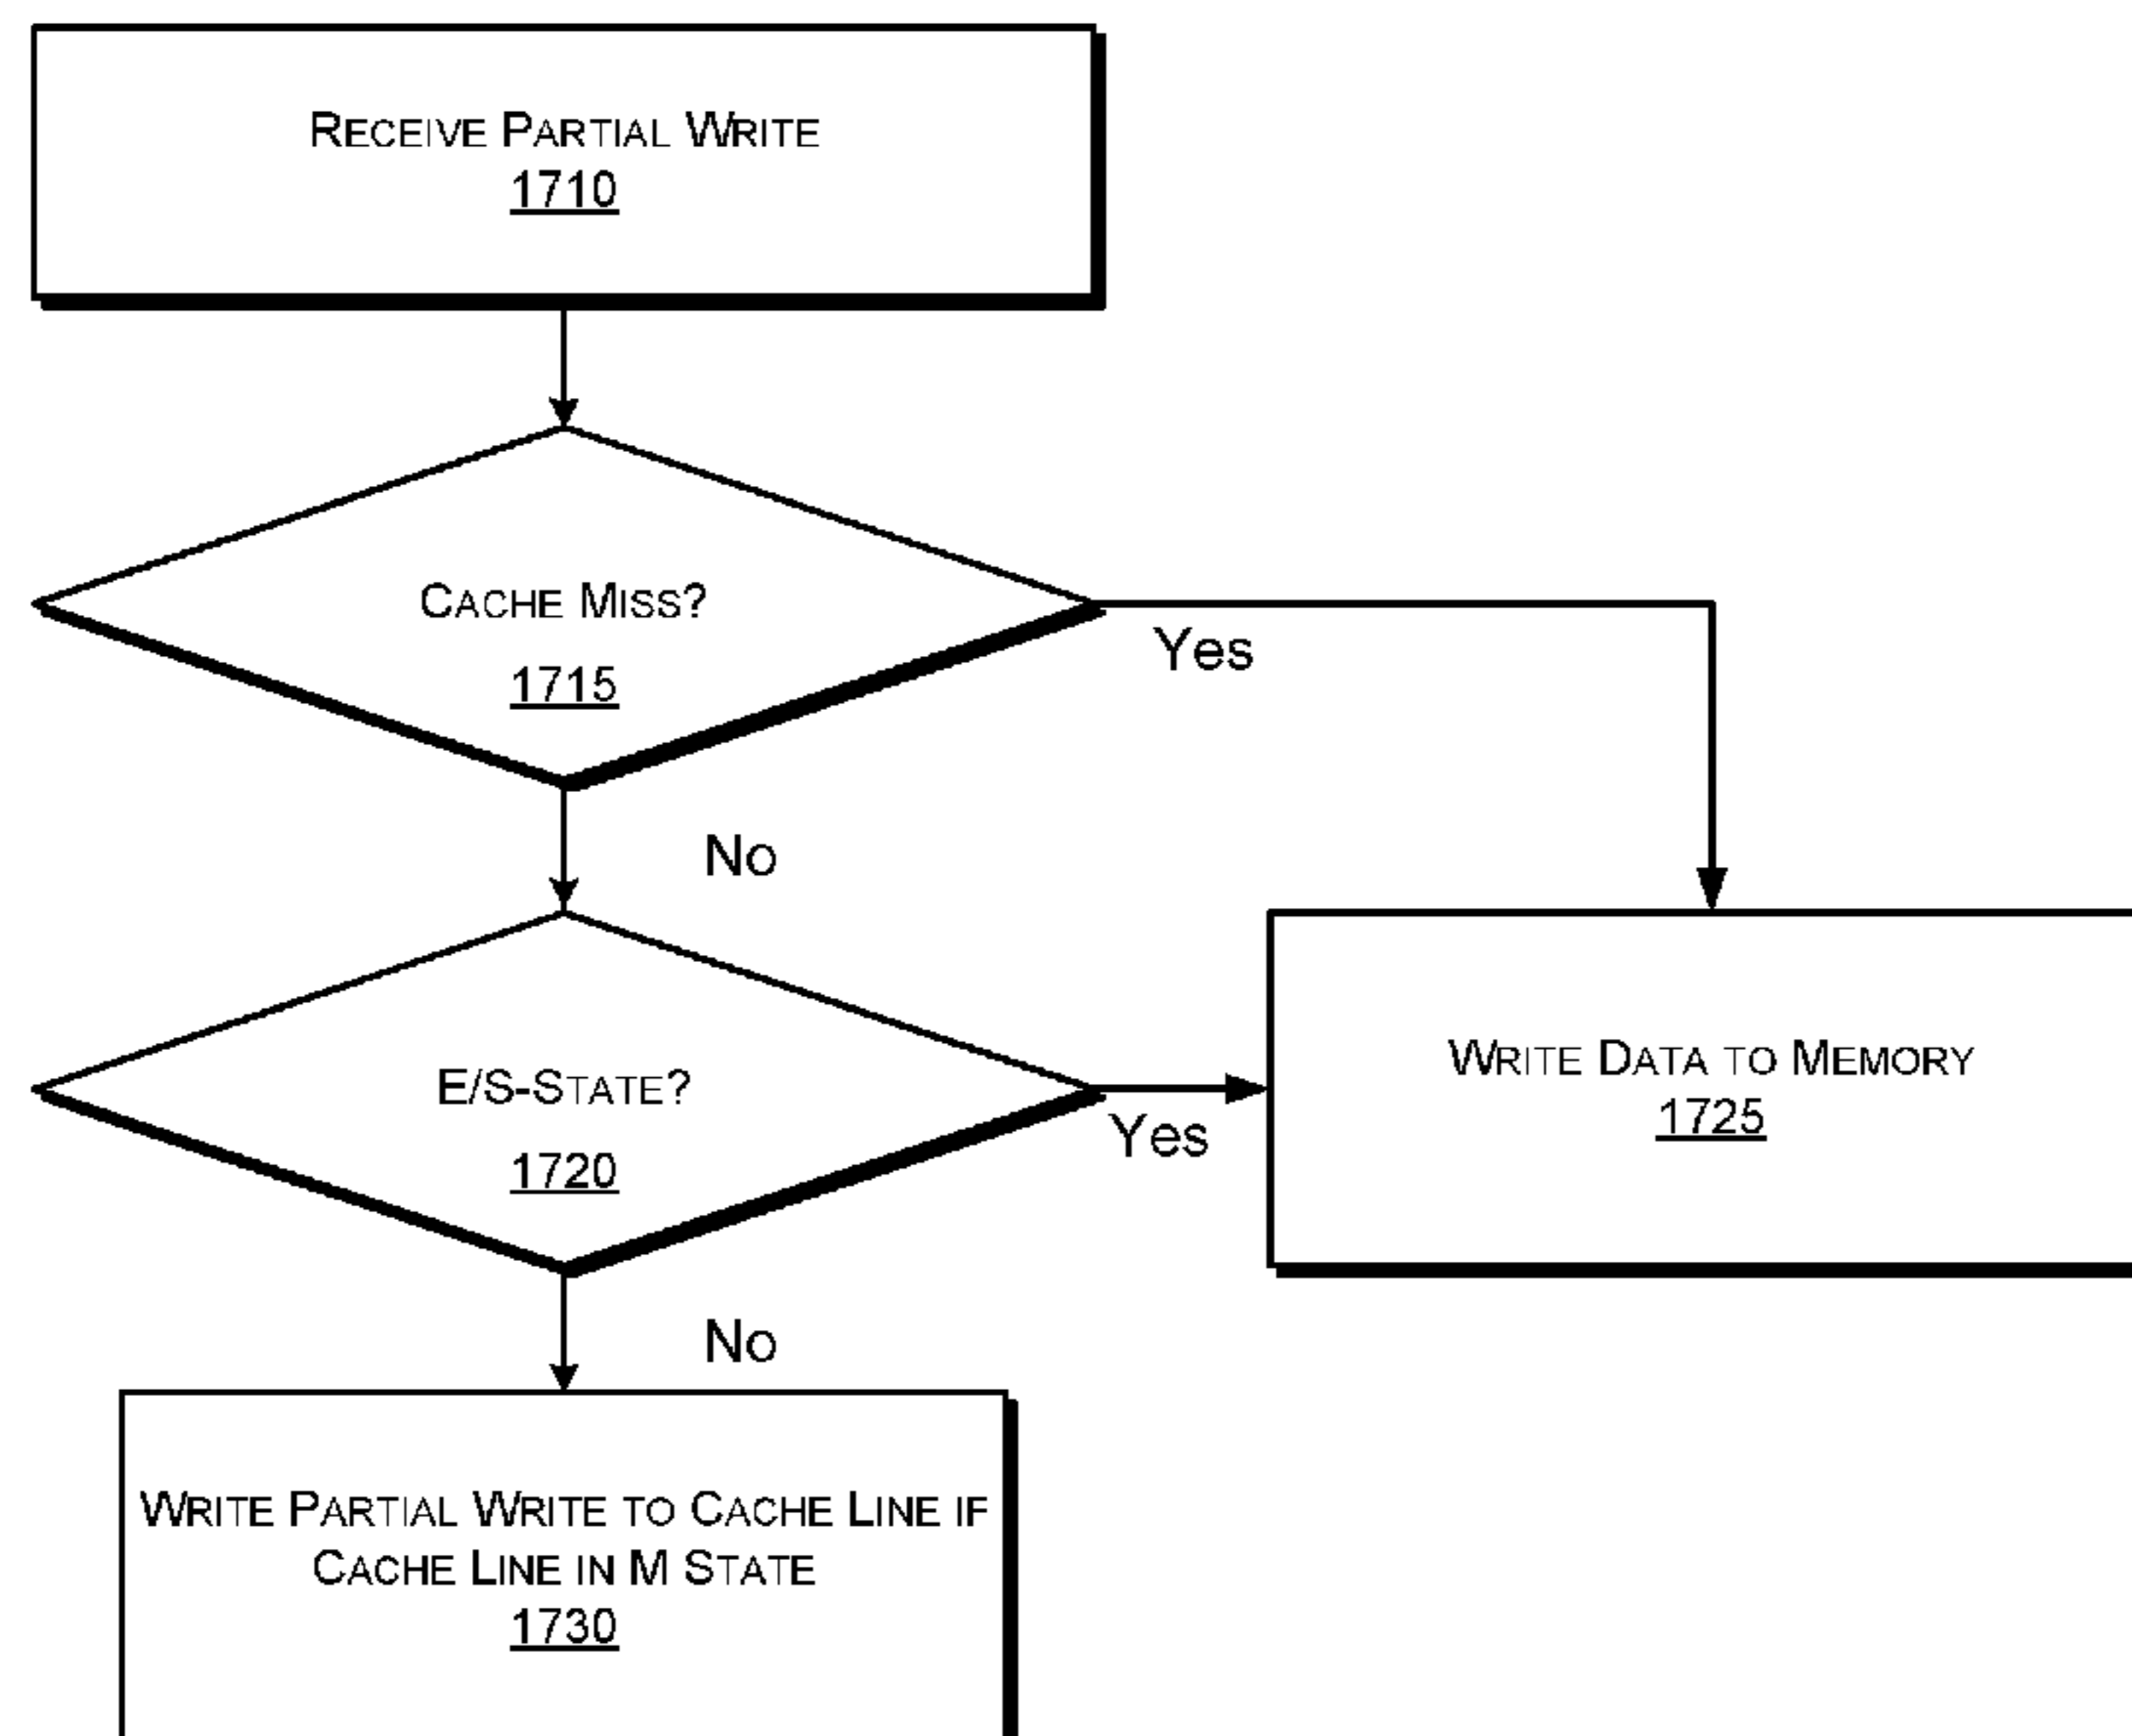 RECEIVE PARTIAL WRITE
1710
CACHE MISS?
1715
Yes
No
E/S-STATE?
1720
Yes
WRITE DATA TO MEMORY
1725
No
WRITE PARTIAL WRITE TO CACHE LINE IF
CACHE LINE IN M STATE
1730